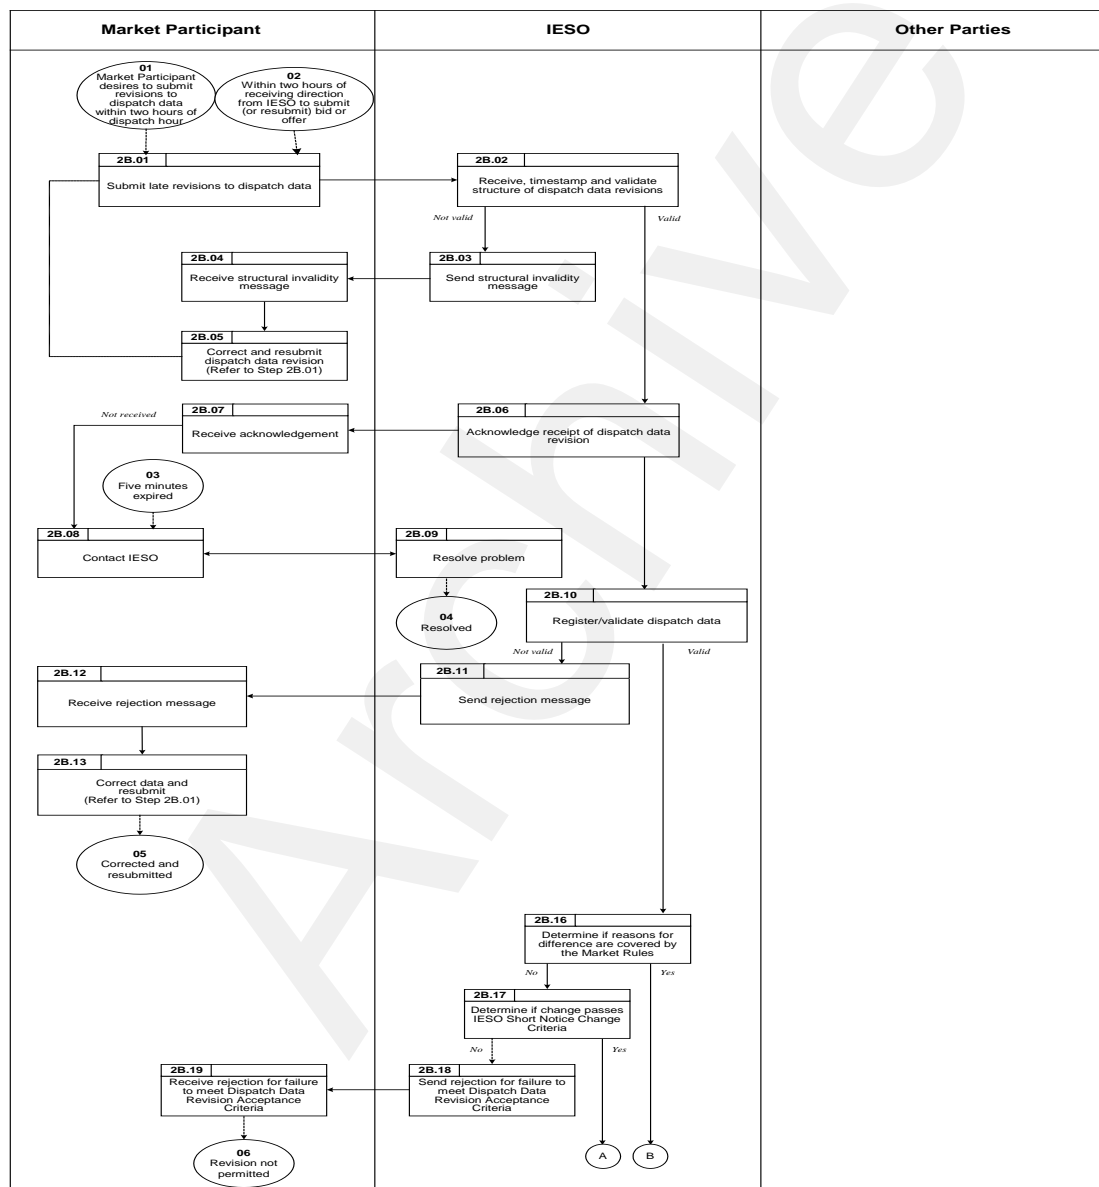 Market Participant
IESO
Other Parties
01
Market Participant
desires to submit
revisions to
dispatch data
within two hours of
dispatch hour
02
Within two hours of
receiving direction
from IESO to submit
(or resubmit) bid or
offer
2B.01
Submit late revisions to dispatch data
2B.02
Receive, timestamp and validate
structure of dispatch data revisions
Not valid
Valid
2B.04
Receive structural invalidity
message
2B.03
Send structural invalidity
message
2B.05
Correct and resubmit
dispatch data revision
(Refer to Step 2B.01)
Not received
2B.07
Receive acknowledgement
2B.06
Acknowledge receipt of dispatch data
revision
03
Five minutes
expired
2B.08
Contact IESO
2B.09
Resolve problem
04
Resolved
2B.10
Register/validate dispatch data
Not valid
Valid
2B.12
Receive rejection message
2B.11
Send rejection message
2B.13
Correct data and
resubmit
(Refer to Step 2B.01)
05
Corrected and
resubmitted
2B.16
Determine if reasons for
difference are covered by
the Market Rules
No
Yes
2B.17
Determine if change passes
IESO Short Notice Change
Criteria
No
Yes
2B.19
Receive rejection for failure
to meet Dispatch Data
Revision Acceptance
Criteria
2B.18
Send rejection for failure to
meet Dispatch Data
Revision Acceptance
Criteria
06
Revision not
permitted
A
B
Archive